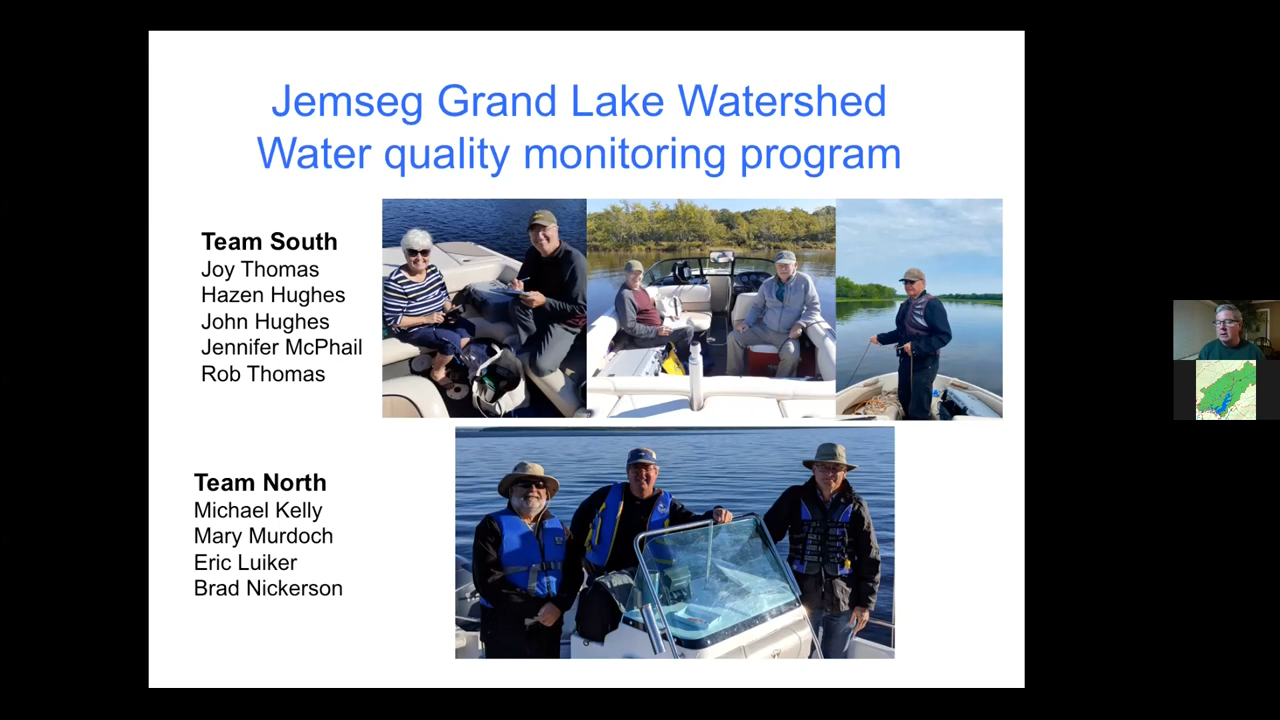 Jemseg Grand Lake Watershed
Water quality monitoring program
Team South
Joy Thomas
Hazen Hughes
John Hughes
Jennifer McPhail
Rob Thomas
Team North
Michael Kelly
Mary Murdoch
Eric Luiker
Brad Nickerson